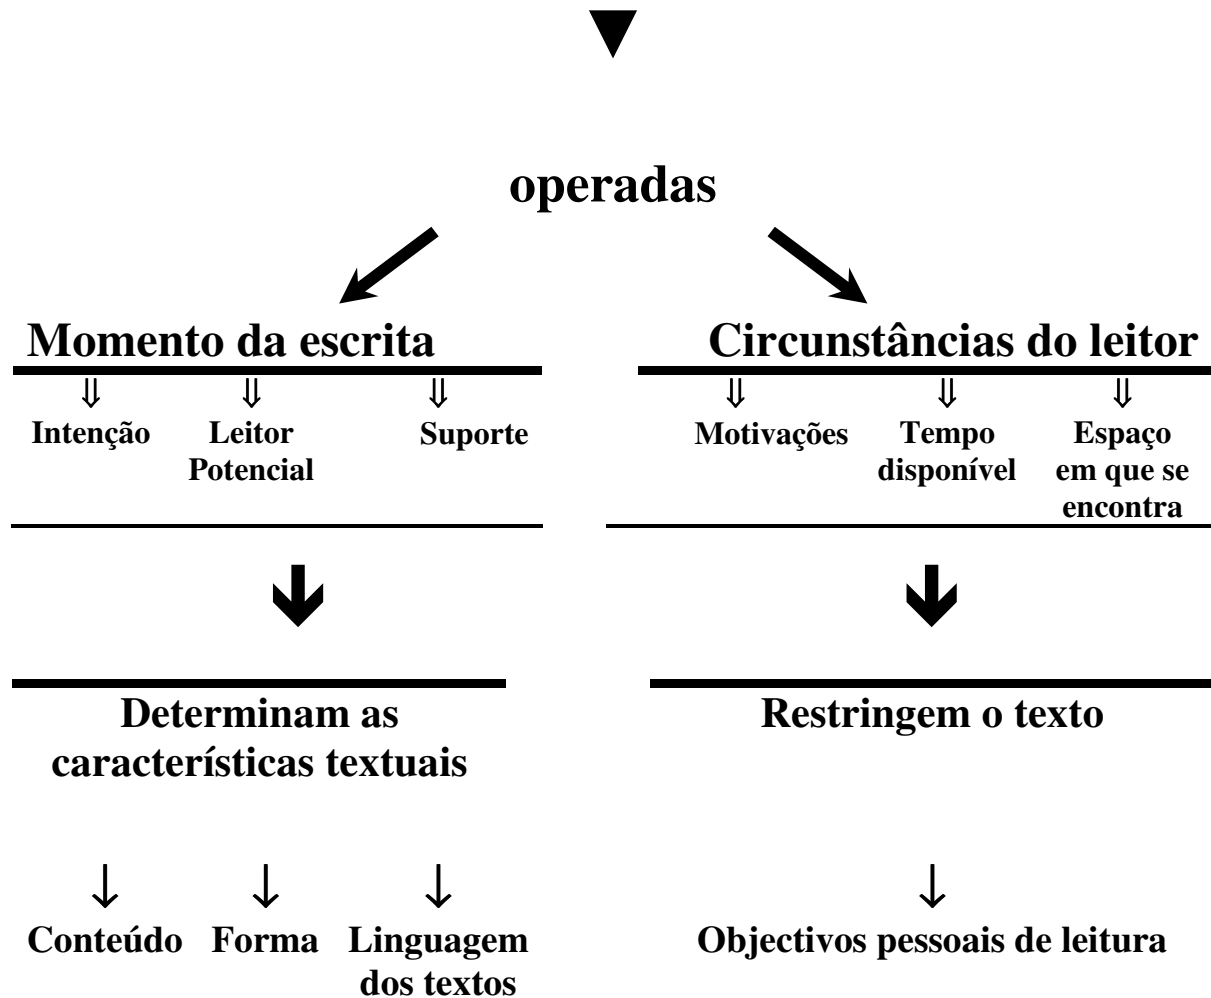 operadas
Momento da escrita
Circunstâncias do leitor
Intenção
Leitor
Potencial
Suporte
Motivações
Tempo
disponível
Espaço
em que se
encontra
Determinam as
características textuais
Restringem o texto
Conteúdo
Forma
Linguagem
dos textos
Objectivos pessoais de leitura